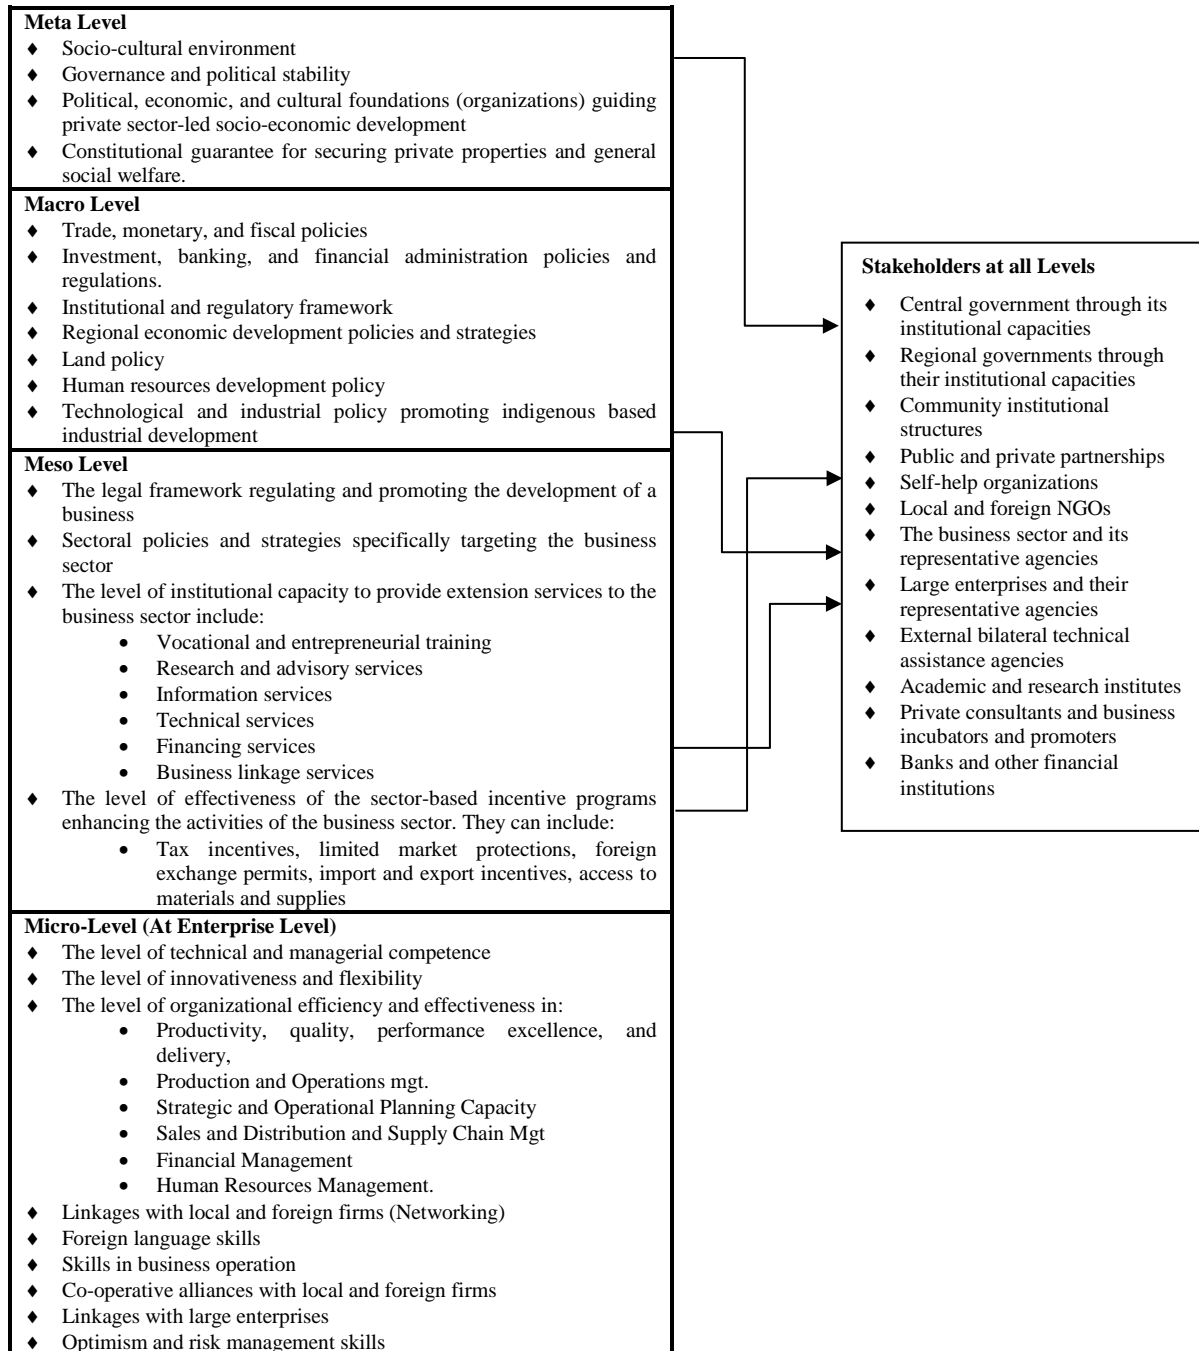 Meta Level
♦ Socio-cultural environment
♦ Governance and political stability
♦ Political, economic, and cultural foundations (organizations) guiding
private sector-led socio-economic development
♦ Constitutional guarantee for securing private properties and general
social welfare.
Macro Level
♦ Trade, monetary, and fiscal policies
♦ Investment, banking, and financial administration policies and
regulations.
♦ Institutional and regulatory framework
♦ Regional economic development policies and strategies
♦ Land policy
♦ Human resources development policy
♦ Technological and industrial policy promoting indigenous based
industrial development
Meso Level
♦ The legal framework regulating and promoting the development of a
business
♦ Sectoral policies and strategies specifically targeting the business
sector
♦ The level of institutional capacity to provide extension services to the
business sector include:
• Vocational and entrepreneurial training
• Research and advisory services
• Information services
• Technical services
• Financing services
• Business linkage services
♦ The level of effectiveness of the sector-based incentive programs
enhancing the activities of the business sector. They can include:
• Tax incentives, limited market protections, foreign
exchange permits, import and export incentives, access to
materials and supplies
Micro-Level (At Enterprise Level)
♦ The level of technical and managerial competence
♦ The level of innovativeness and flexibility
♦ The level of organizational efficiency and effectiveness in:
• Productivity, quality, performance excellence, and
delivery,
• Production and Operations mgt.
• Strategic and Operational Planning Capacity
• Sales and Distribution and Supply Chain Mgt
• Financial Management
• Human Resources Management.
♦ Linkages with local and foreign firms (Networking)
♦ Foreign language skills
♦ Skills in business operation
♦ Co-operative alliances with local and foreign firms
♦ Linkages with large enterprises
♦ Optimism and risk management skills
Stakeholders at all Levels
♦ Central government through its
institutional capacities
♦ Regional governments through
their institutional capacities
♦ Community institutional
structures
♦ Public and private partnerships
♦ Self-help organizations
♦ Local and foreign NGOs
♦ The business sector and its
representative agencies
♦ Large enterprises and their
representative agencies
♦ External bilateral technical
assistance agencies
♦ Academic and research institutes
♦ Private consultants and business
incubators and promoters
♦ Banks and other financial
institutions